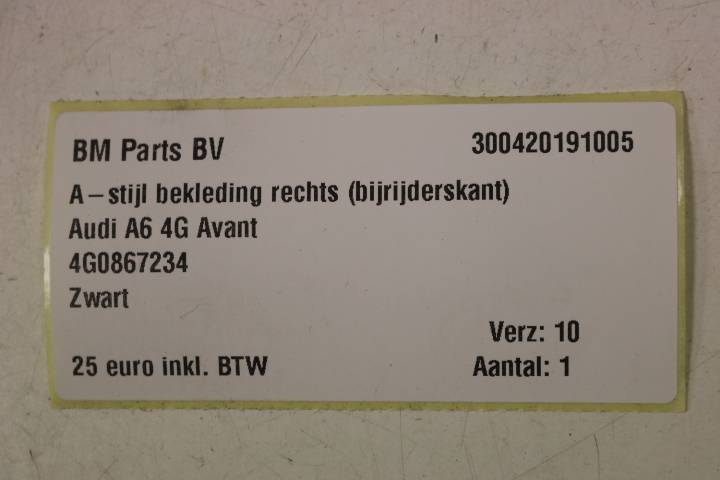 BM Parts BV 300420191005
A-stijl bekleding rechts (bijrijderskant)
Audi A6 4G Avant
4G0867234
Zwart
Verz: 10
25 euro inkl. BTW Aantal: 1